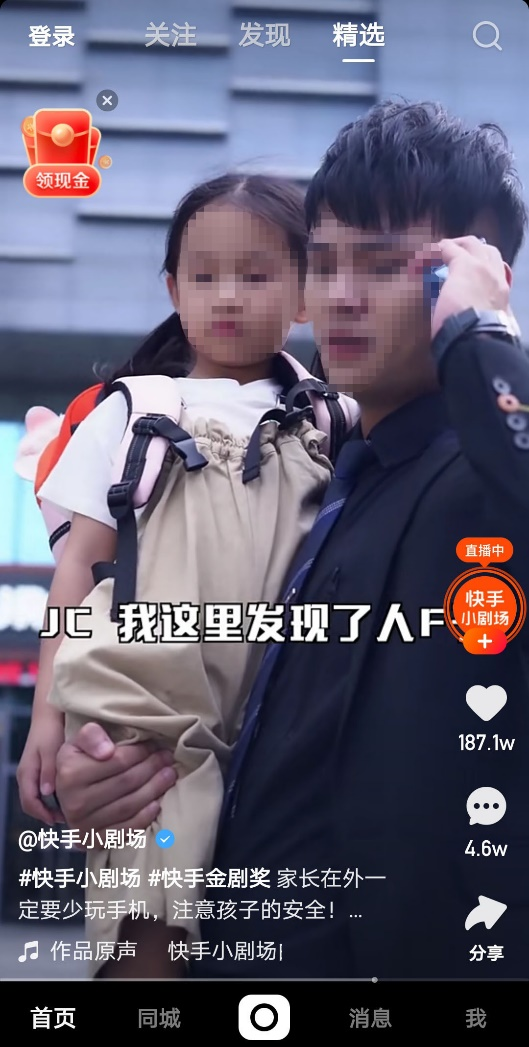 登录 关注 发现 精选
领现金
直播中
快手
小剧场
JC 我这里发现了人F
187.1w
4.6w
@快手小剧场
#快手小剧场 #快手金剧奖 家长在外一
定要少玩手机，注意孩子的安全！...
分享
作品原声 快手小剧场
首页 同城 消息 我